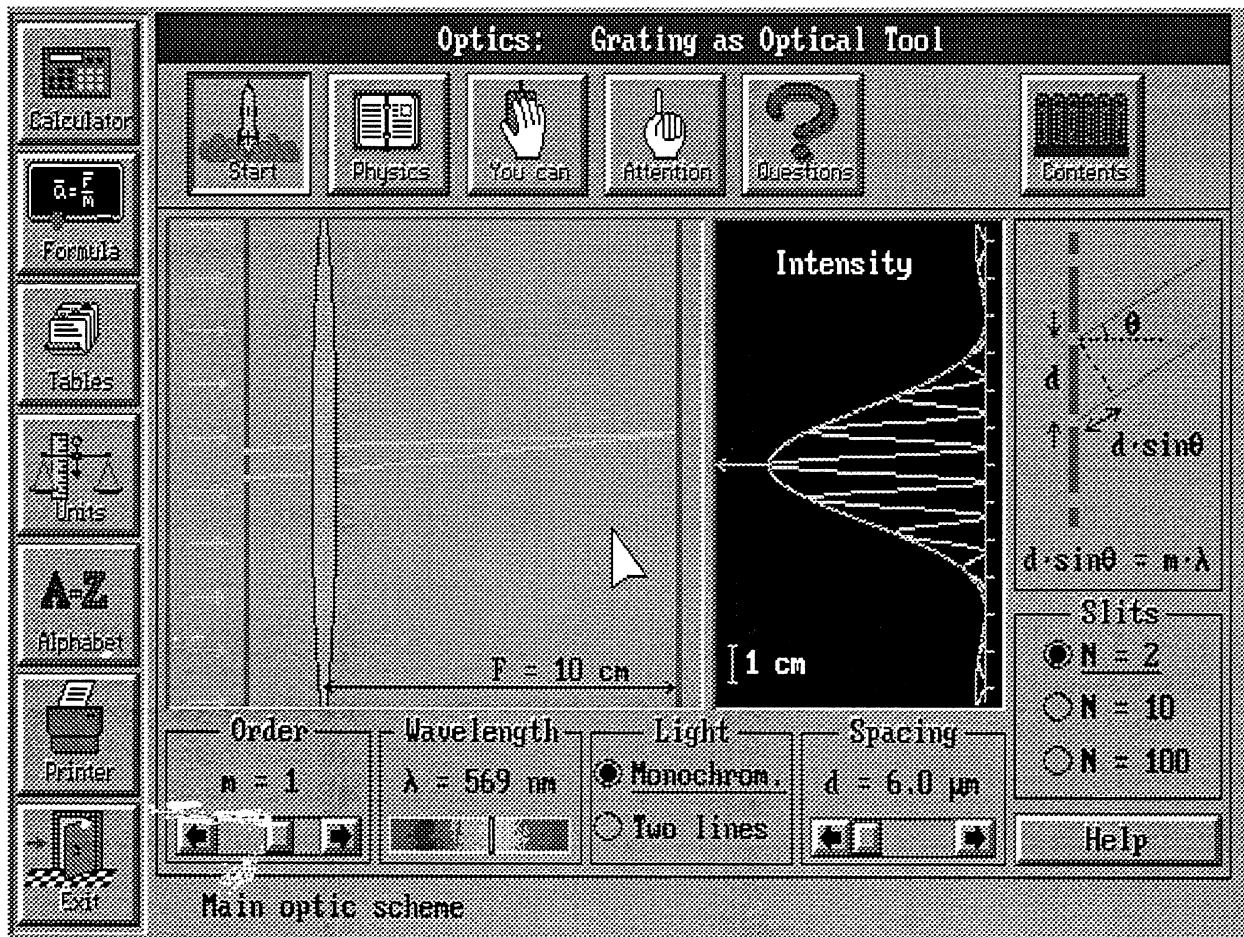 Optics: Grating as Optical Tool
Calculator
Start
Physics
You can
Attention
Questions
Contents
ā = F̄/m
Formula
Tables
Units
A-Z
Alphabet
Printer
Exit
Intensity
1 cm
F = 10 cm
θ
d
d·sinθ
d·sinθ = m·λ
Slits
N = 2
N = 10
N = 100
Order
m = 1
Wavelength
λ = 569 nm
Light
Monochrom.
Two lines
Spacing
d = 6.0 μm
Help
Main optic scheme